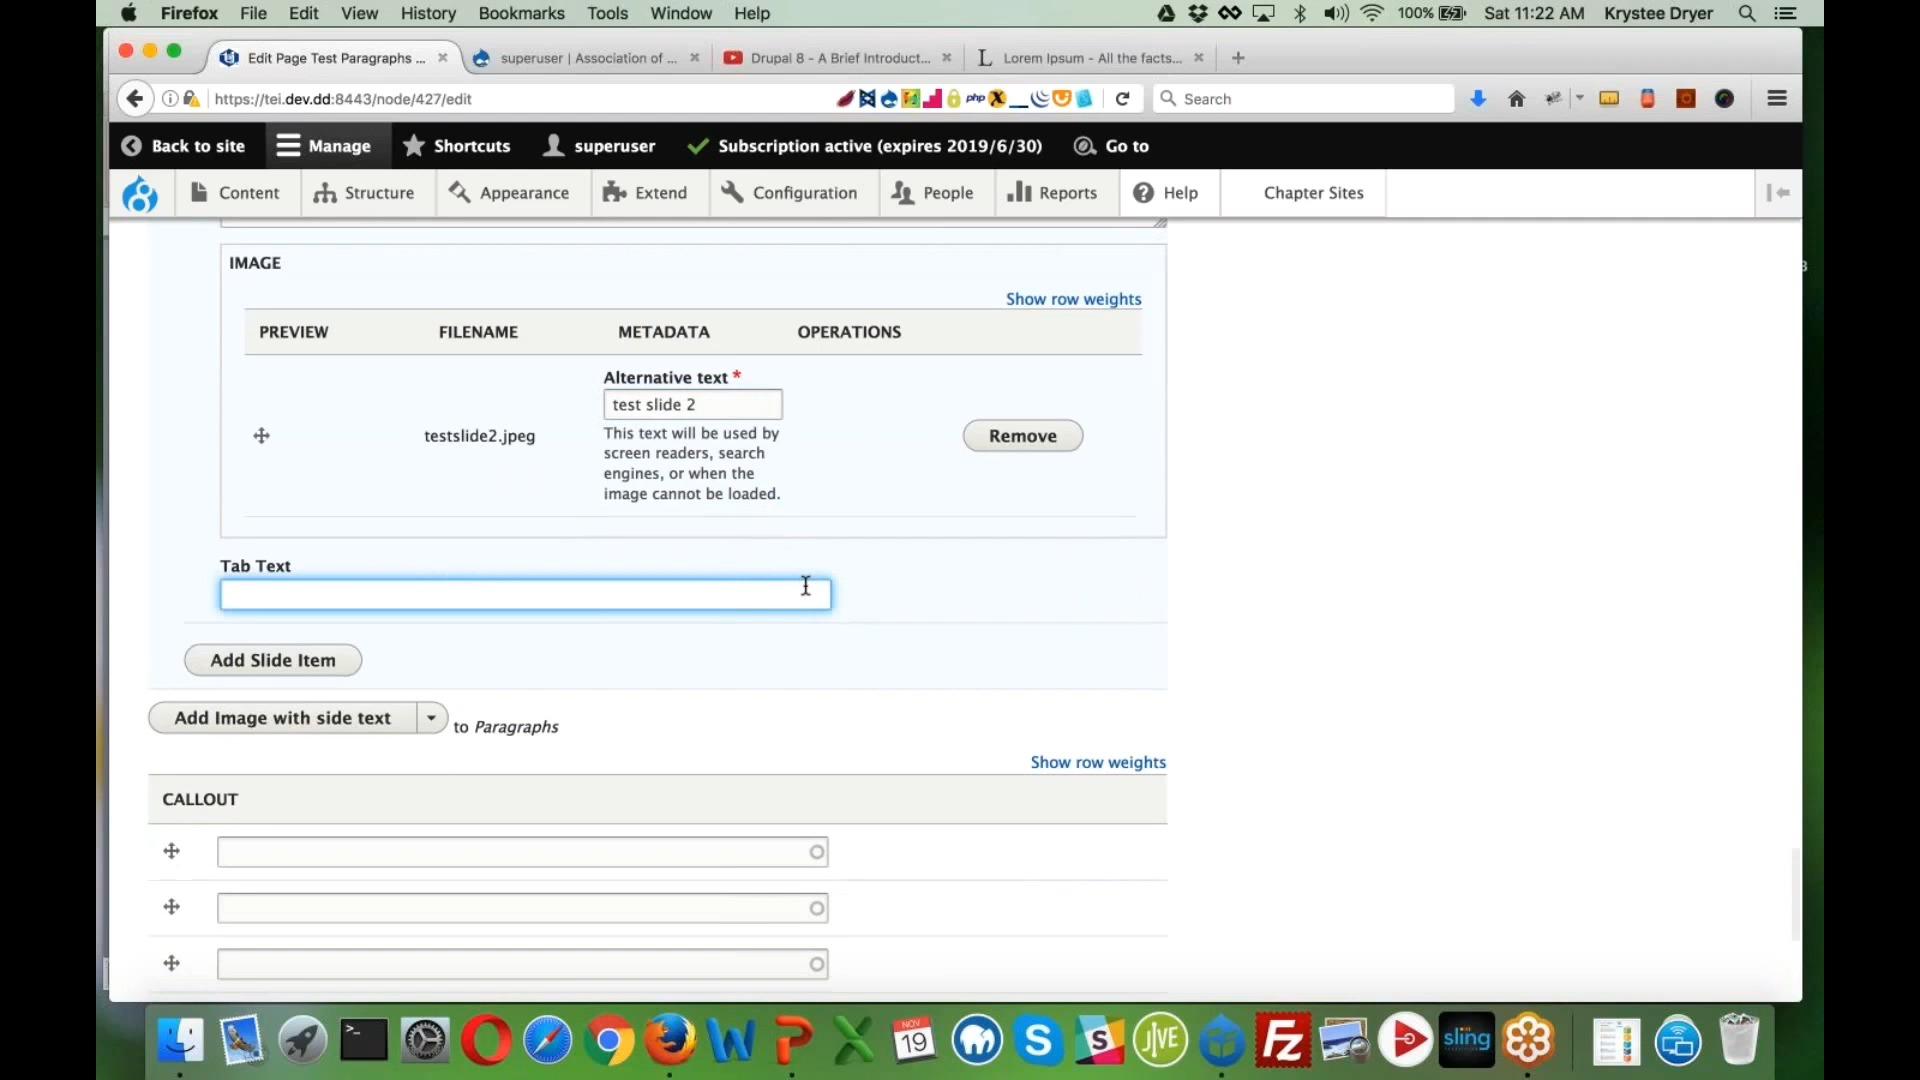 Firefox File Edit View History Bookmarks Tools Window Help 100% Sat 11:22 AM Krystee Dryer
Edit Page Test Paragraphs ... × superuser | Association of ... × Drupal 8 - A Brief Introduct... × Lorem Ipsum - All the facts... × +
https://tei.dev.dd:8443/node/427/edit php Search
Back to site Manage Shortcuts superuser Subscription active (expires 2019/6/30) Go to
Content Structure Appearance Extend Configuration People Reports Help Chapter Sites
IMAGE
Show row weights
PREVIEW FILENAME METADATA OPERATIONS
Alternative text *
test slide 2
testslide2.jpeg
This text will be used by
screen readers, search
engines, or when the
image cannot be loaded.
Remove
Tab Text
Add Slide Item
Add Image with side text to Paragraphs
Show row weights
CALLOUT
NOV
19
JIVE
sling